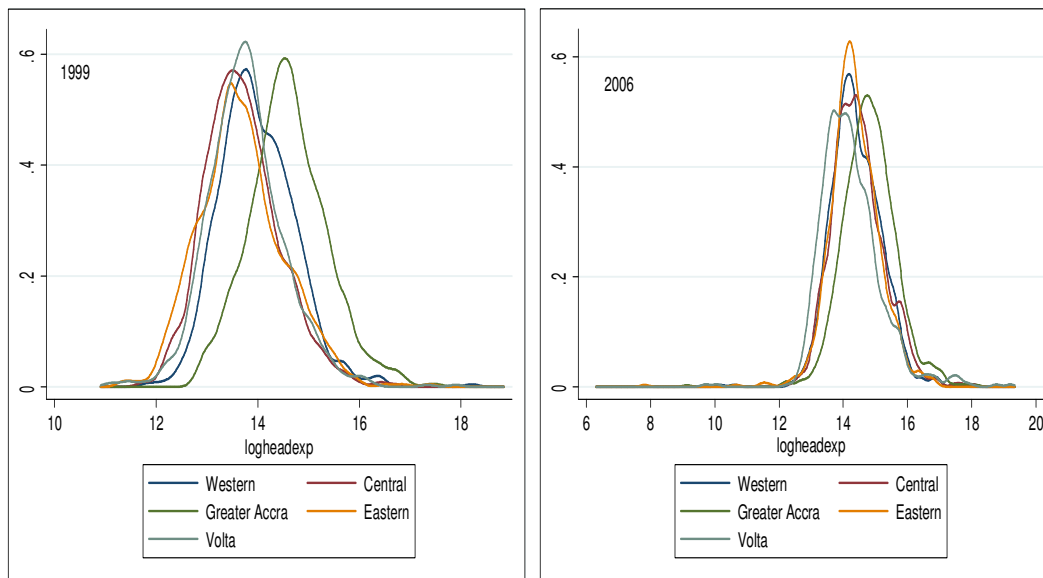 1999
.6
.4
.2
0
10 12 14 16 18
logheadexp
Western Central
Greater Accra Eastern
Volta
2006
.6
.4
.2
0
6 8 10 12 14 16 18 20
logheadexp
Western Central
Greater Accra Eastern
Volta